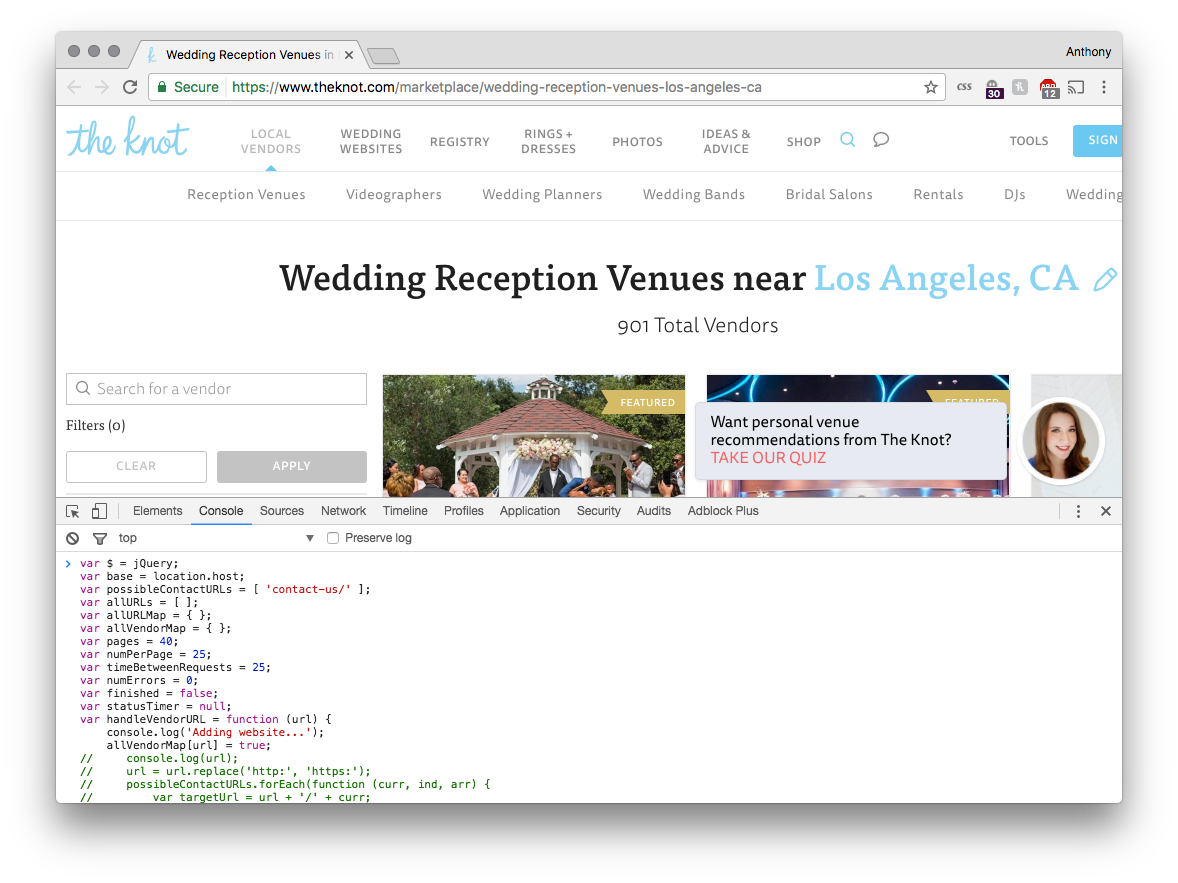 Wedding Reception Venues in
Anthony
Secure https://www.theknot.com/marketplace/wedding-reception-venues-los-angeles-ca
css
30
12
the knot
LOCAL VENDORS
WEDDING WEBSITES
REGISTRY
RINGS + DRESSES
PHOTOS
IDEAS & ADVICE
SHOP
TOOLS
SIGN
Reception Venues Videographers Wedding Planners Wedding Bands Bridal Salons Rentals DJs Wedding
Wedding Reception Venues near Los Angeles, CA
901 Total Vendors
Search for a vendor
Filters (0)
CLEAR APPLY
FEATURED
FEATURED
Want personal venue
recommendations from The Knot?
TAKE OUR QUIZ
Elements Console Sources Network Timeline Profiles Application Security Audits Adblock Plus
top Preserve log
var $ = jQuery;
var base = location.host;
var possibleContactURLs = [ 'contact-us/' ];
var allURLs = [ ];
var allURLMap = { };
var allVendorMap = { };
var pages = 40;
var numPerPage = 25;
var timeBetweenRequests = 25;
var numErrors = 0;
var finished = false;
var statusTimer = null;
var handleVendorURL = function (url) {
    console.log('Adding website...');
    allVendorMap[url] = true;
//     console.log(url);
//     url = url.replace('http:', 'https:');
//     possibleContactURLs.forEach(function (curr, ind, arr) {
//         var targetUrl = url + '/' + curr;